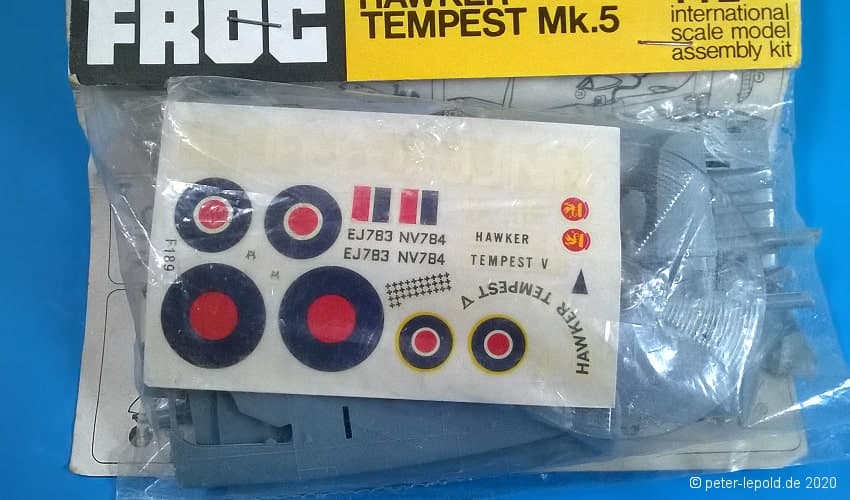 FROG
HAWKER
TEMPEST Mk.5
international
scale model
assembly kit
EJ783 NV784
EJ783 NV784
HAWKER
TEMPEST V
F189
HAWKER TEMPEST V
© peter-lepold.de 2020